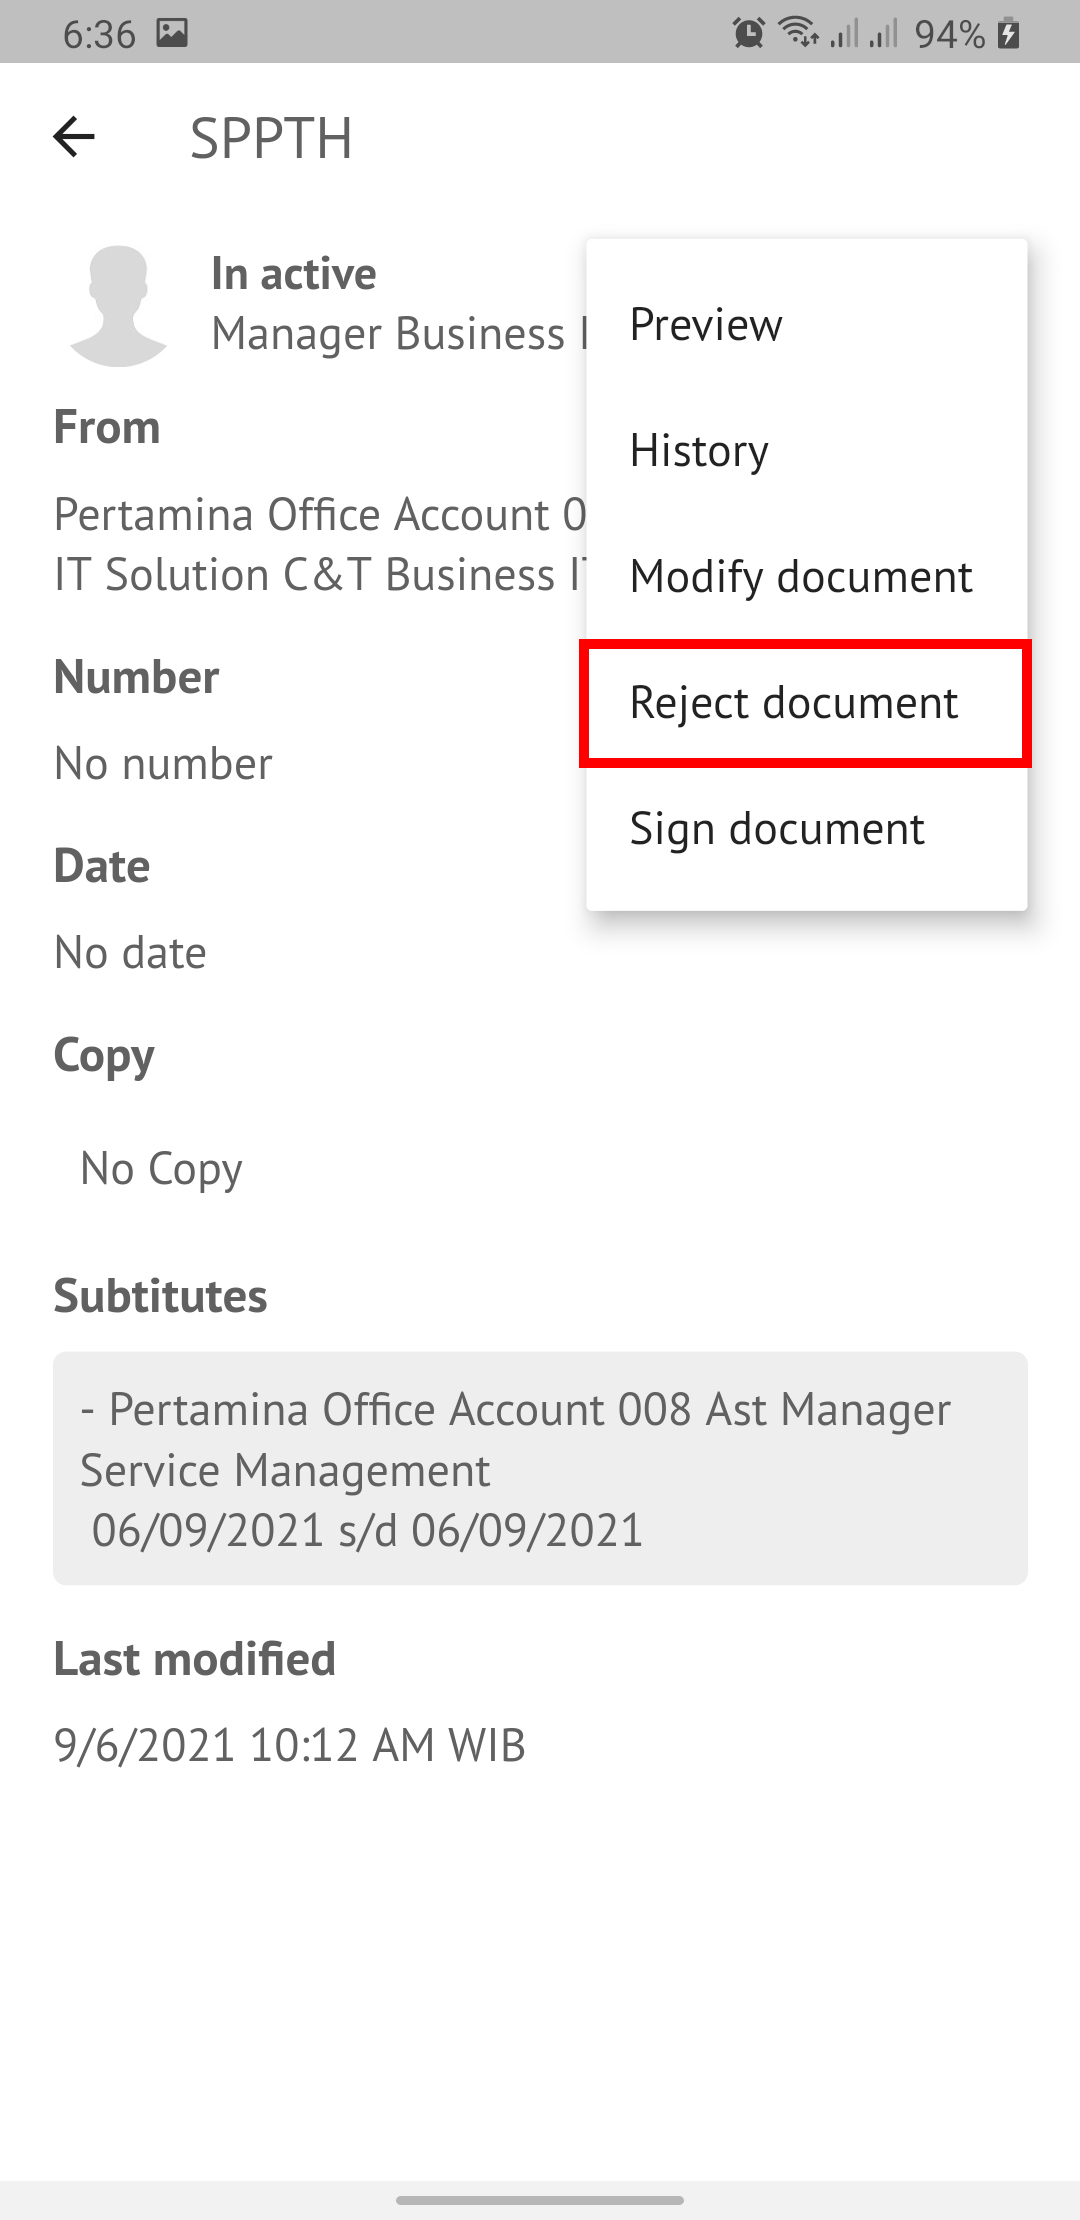 6:36 94%
SPPTH
In active
Manager Business
From
Pertamina Office Account 0
IT Solution C&T Business IT
Number
No number
Date
No date
Copy
No Copy
Subtitutes
- Pertamina Office Account 008 Ast Manager
Service Management
06/09/2021 s/d 06/09/2021
Last modified
9/6/2021 10:12 AM WIB
Preview
History
Modify document
Reject document
Sign document